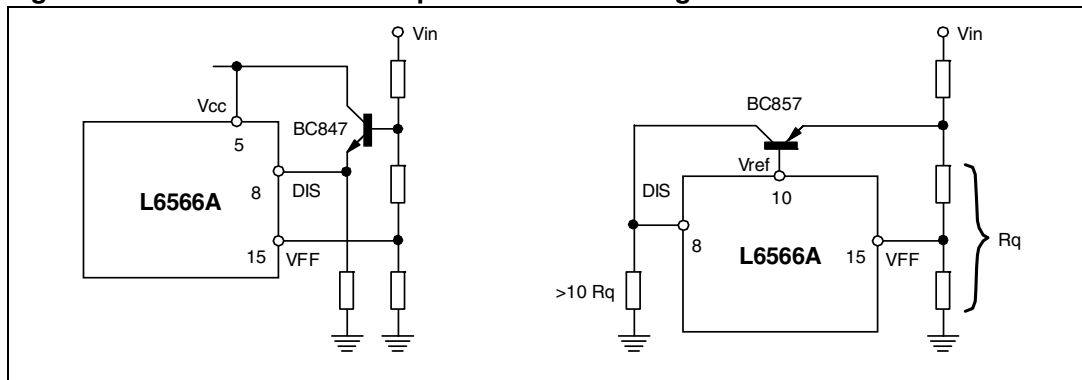 Vin
Vcc
5
BC847
8
DIS
L6566A
15
VFF
Vin
BC857
Vref
10
DIS
8
L6566A
15
VFF
Rq
>10 Rq